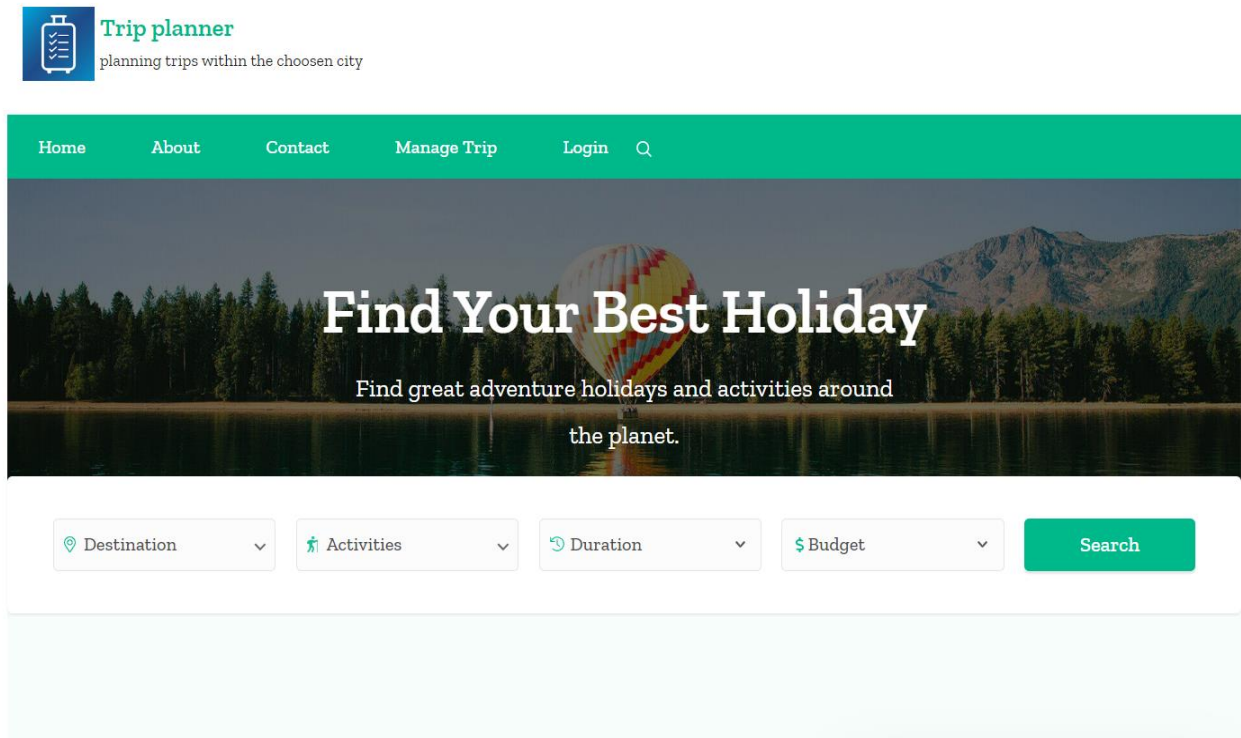 Trip planner
planning trips within the choosen city
Home About Contact Manage Trip Login
Find Your Best Holiday
Find great adventure holidays and activities around
the planet.
Destination Activities Duration $ Budget Search